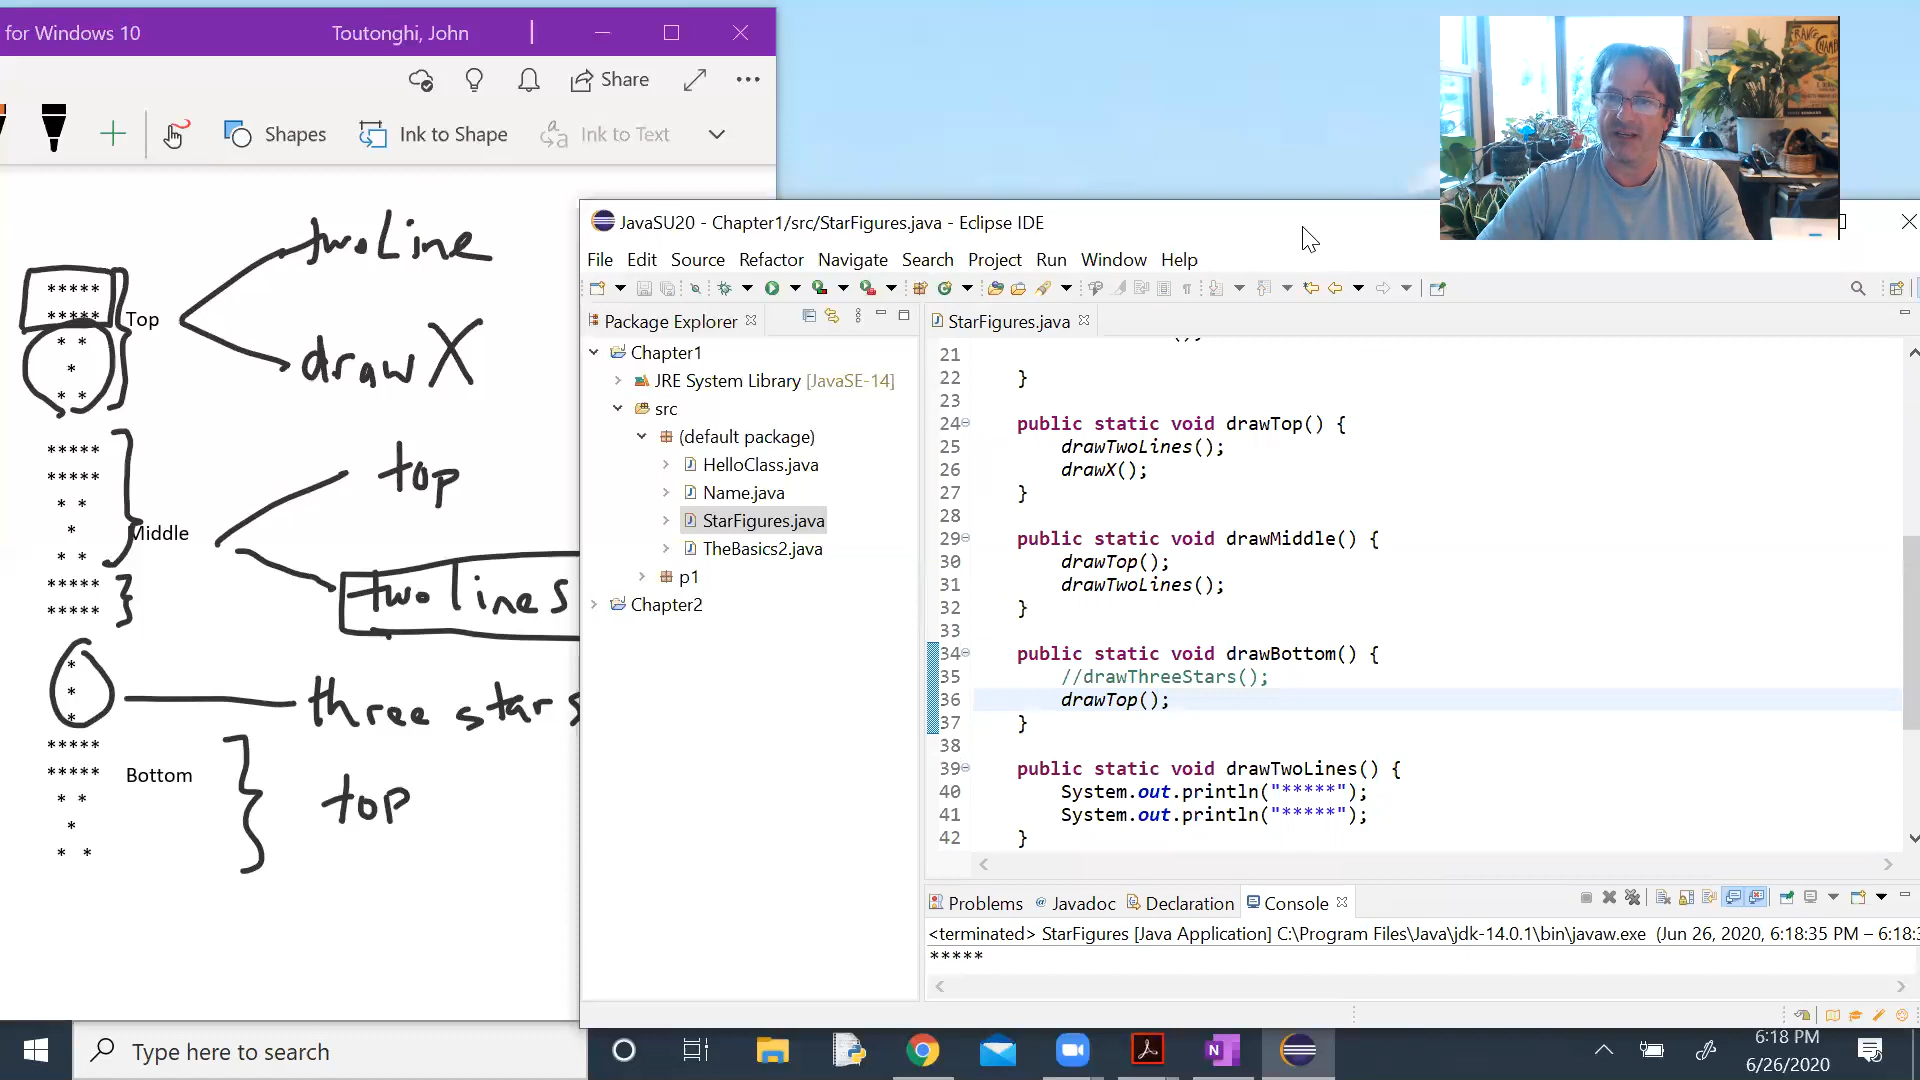 for Windows 10
Toutonghi, John
Share
Shapes
Ink to Shape
Ink to Text
twoLine
*****
*****
Top
* *
*
* *
drawX
*****
*****
* *
*
Middle
* *
top
*****
*****
two lines
*
*
*
three stars
*****
*****
Bottom
* *
*
* *
top
JavaSU20 - Chapter1/src/StarFigures.java - Eclipse IDE
File Edit Source Refactor Navigate Search Project Run Window Help
Package Explorer
Chapter1
JRE System Library [JavaSE-14]
src
(default package)
HelloClass.java
Name.java
StarFigures.java
TheBasics2.java
p1
Chapter2
StarFigures.java
21
22 }
23
24 public static void drawTop() {
25 drawTwoLines();
26 drawX();
27 }
28
29 public static void drawMiddle() {
30 drawTop();
31 drawTwoLines();
32 }
33
34 public static void drawBottom() {
35 //drawThreeStars();
36 drawTop();
37 }
38
39 public static void drawTwoLines() {
40 System.out.println("*****");
41 System.out.println("*****");
42 }
Problems @ Javadoc Declaration Console
<terminated> StarFigures [Java Application] C:\Program Files\Java\jdk-14.0.1\bin\javaw.exe (Jun 26, 2020, 6:18:35 PM – 6:18:3
*****
Type here to search
6:18 PM
6/26/2020